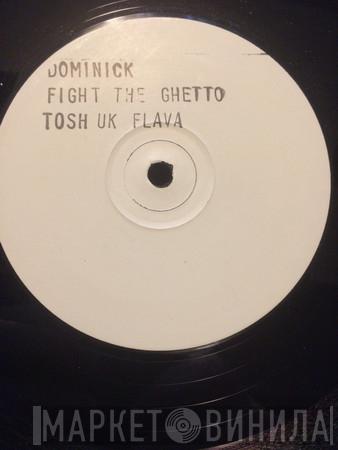 DOMINICK
FIGHT THE GHETTO
TOSH UK FLAVA
МАРКЕТ ВИНИЛА